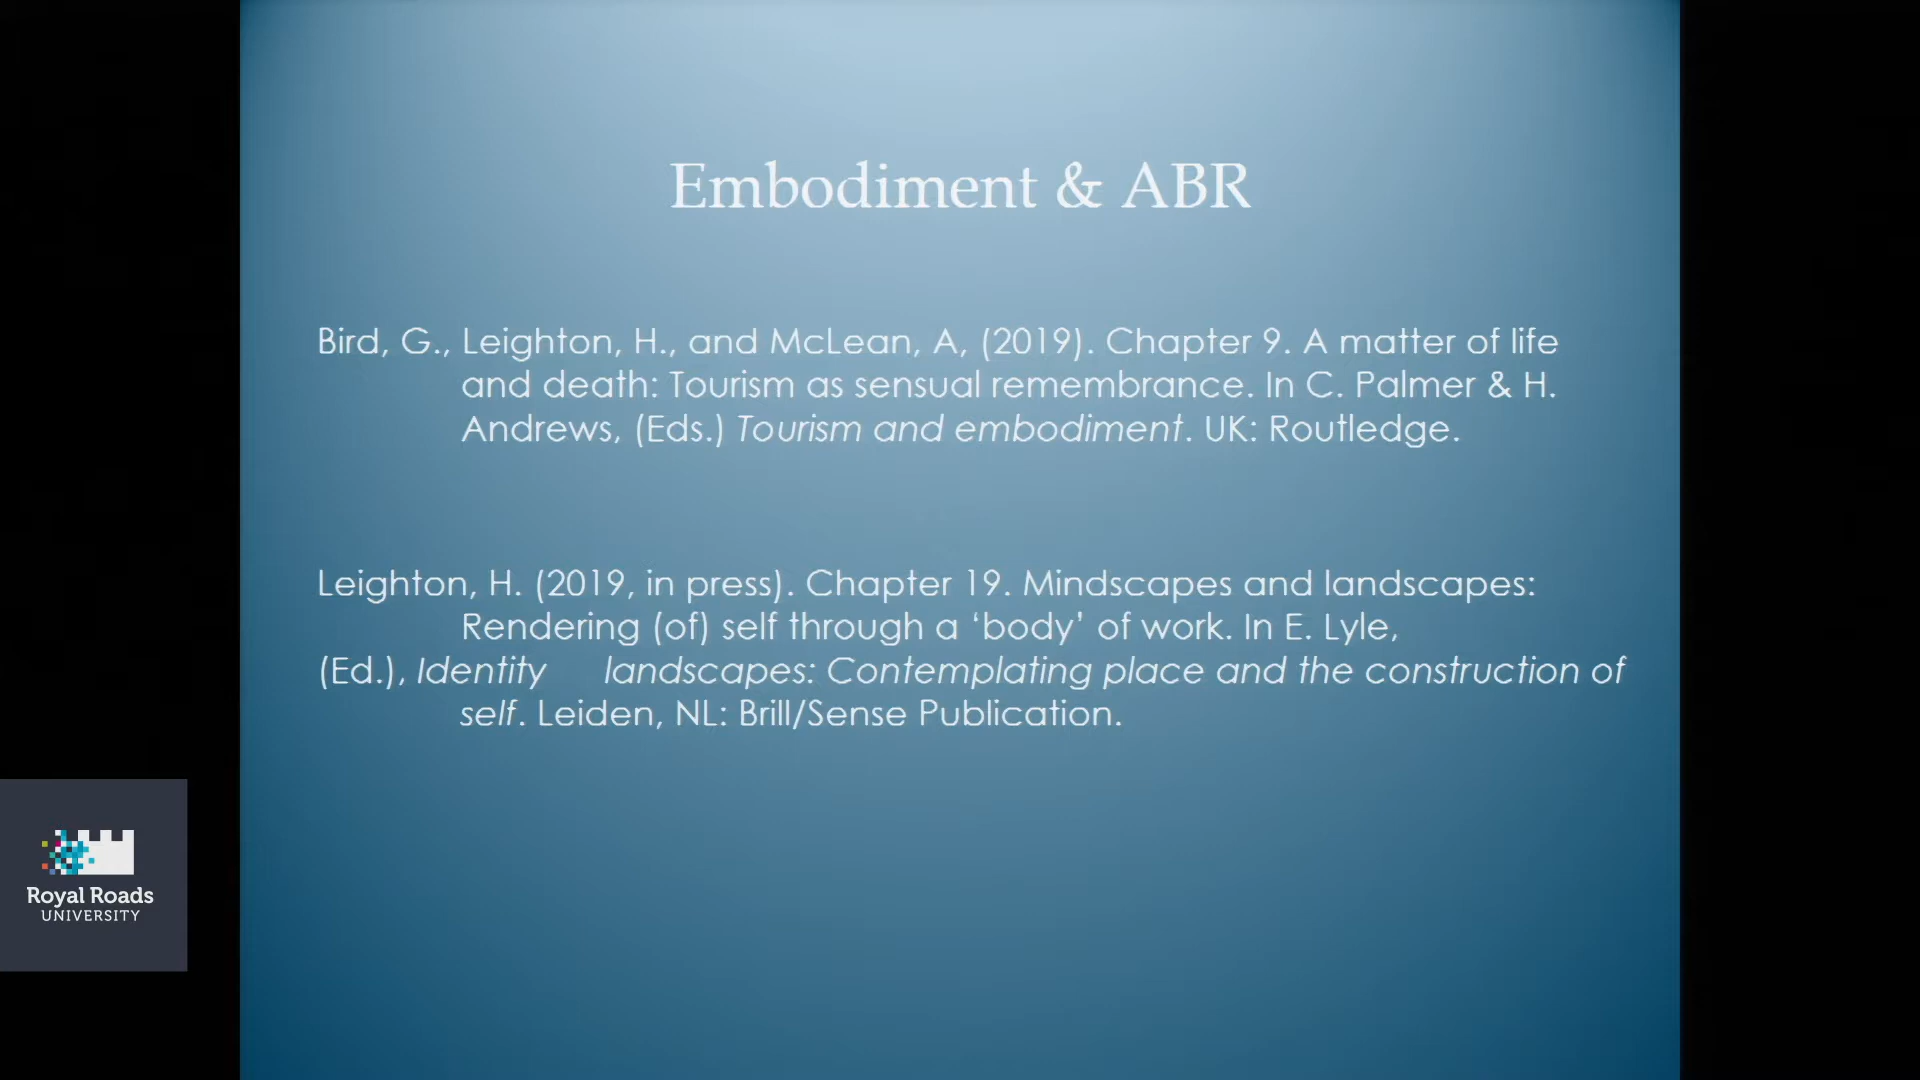 Embodiment & ABR
Bird, G., Leighton, H., and McLean, A, (2019). Chapter 9. A matter of life
and death: Tourism as sensual remembrance. In C. Palmer & H.
Andrews, (Eds.) Tourism and embodiment. UK: Routledge.
Leighton, H. (2019, in press). Chapter 19. Mindscapes and landscapes:
Rendering (of) self through a ‘body’ of work. In E. Lyle,
(Ed.), Identity landscapes: Contemplating place and the construction of
self. Leiden, NL: Brill/Sense Publication.
Royal Roads
UNIVERSITY